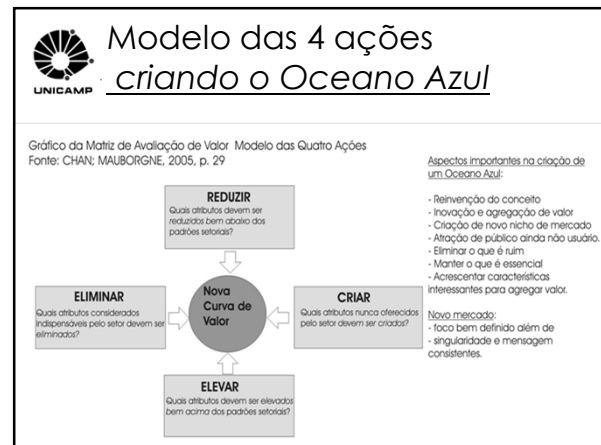 UNICAMP
Modelo das 4 ações
criando o Oceano Azul
Gráfico da Matriz de Avaliação de Valor Modelo das Quatro Ações
Fonte: CHAN; MAUBORGNE, 2005, p. 29
REDUZIR
Quais atributos devem ser
reduzidos bem abaixo dos
padrões setoriais?
ELIMINAR
Quais atributos considerados
indispensáveis pelo setor devem ser
eliminados?
Nova
Curva de
Valor
CRIAR
Quais atributos nunca oferecidos
pelo setor devem ser criados?
ELEVAR
Quais atributos devem ser elevados
bem acima dos padrões setoriais?
Aspectos importantes na criação de
um Oceano Azul:
- Reinvenção do conceito
- Inovação e agregação de valor
- Criação de novo nicho de mercado
- Atração de público ainda não usuário.
- Eliminar o que é ruim
- Manter o que é essencial
- Acrescentar características
interessantes para agregar valor.
Novo mercado:
- foco bem definido além de
- singularidade e mensagem
consistentes.